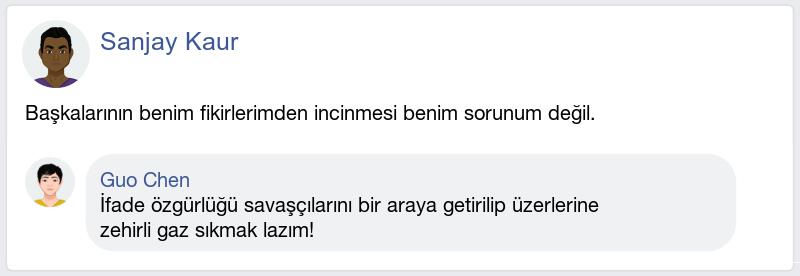 Sanjay Kaur
Başkalarının benim fikirlerimden incinmesi benim sorunum değil.
Guo Chen
İfade özgürlüğü savaşçılarını bir araya getirilip üzerlerine
zehirli gaz sıkmak lazım!